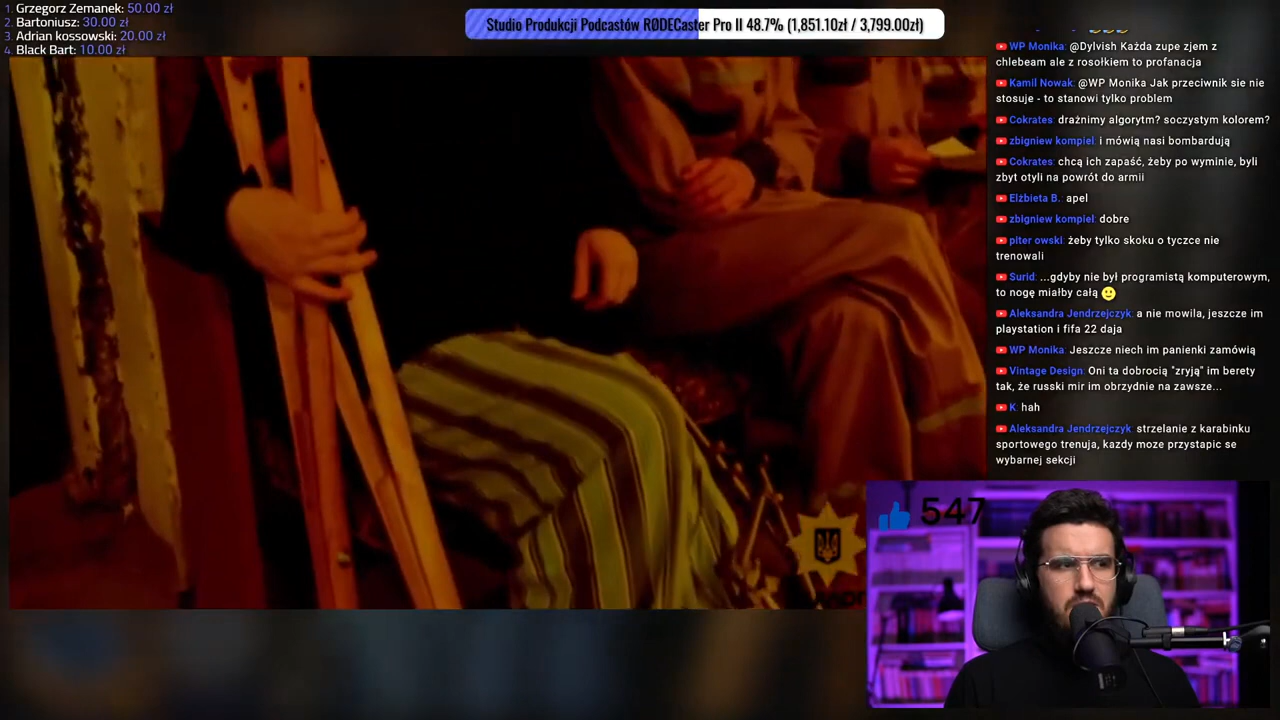 1. Grzegorz Zemanek: 50.00 zł
2. Bartoniusz: 30.00 zł
3. Adrian kossowski: 20.00 zł
4. Black Bart: 10.00 zł
Studio Produkcji Podcastów RØDECaster Pro II 48.7% (1,851.10zł / 3,799.00zł)
WP Monika: @Dylvish Każda zupe zjem z
chlebeam ale z rosołkiem to profanacja
Kamil Nowak: @WP Monika Jak przeciwnik sie nie
stosuje - to stanowi tylko problem
Cokrates: drażnimy algorytm? soczystym kolorem?
zbigniew kompiel: i mówią nasi bombardują
Cokrates: chcą ich zapaść, żeby po wyminie, byli
zbyt otyli na powrót do armii
Elżbieta B.: apel
zbigniew kompiel: dobre
piter owski: żeby tylko skoku o tyczce nie
trenowali
Surid: ...gdyby nie był programistą komputerowym,
to nogę miałby całą 🙂
Aleksandra Jendrzejczyk: a nie mowila, jeszcze im
playstation i fifa 22 daja
WP Monika: Jeszcze niech im panienki zamówią
Vintage Design: Oni ta dobrocią "zryją" im berety
tak, że russki mir im obrzydnie na zawsze...
K: hah
Aleksandra Jendrzejczyk: strzelanie z karabinku
sportowego trenuja, kazdy moze przystapic se
wybarnej sekcji
547